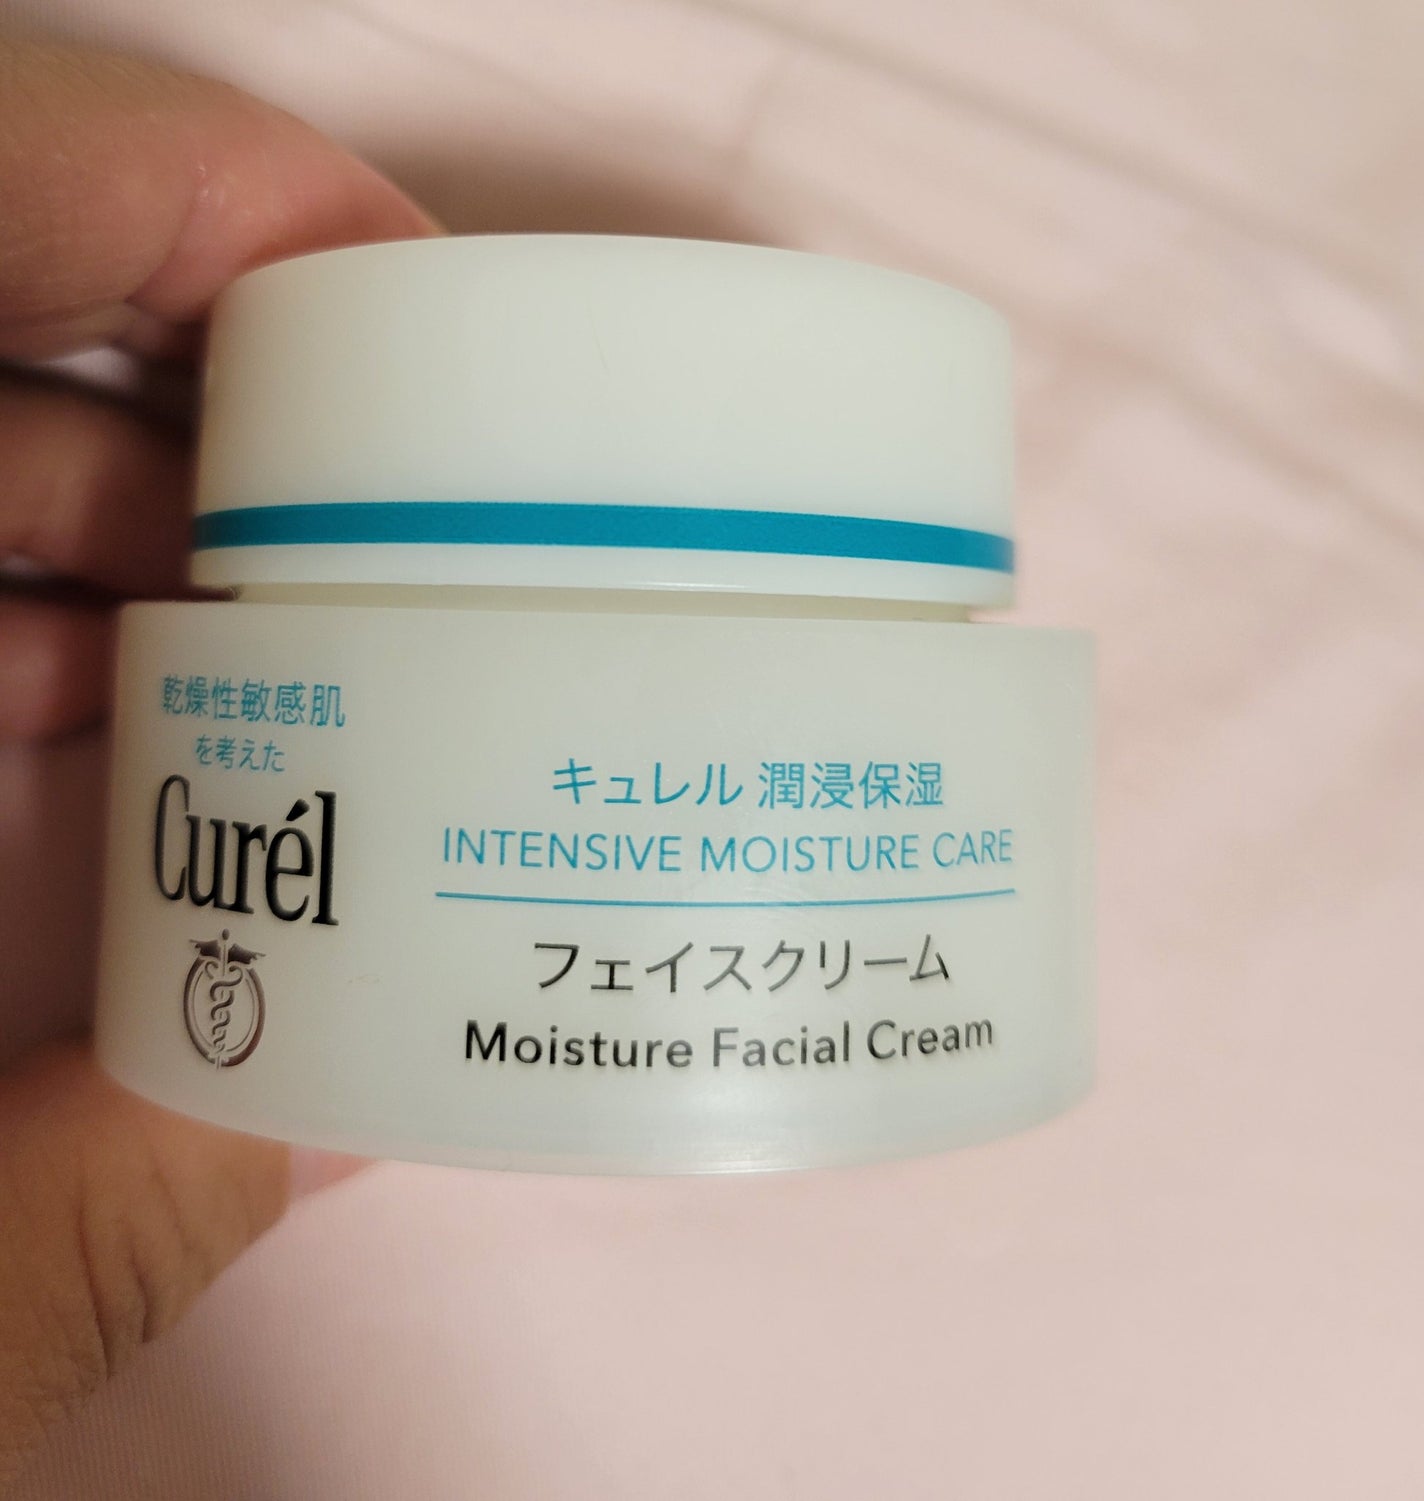 乾燥性敏感肌
を考えた
Curél
キュレル 潤浸保湿
INTENSIVE MOISTURE CARE
フェイスクリーム
Moisture Facial Cream